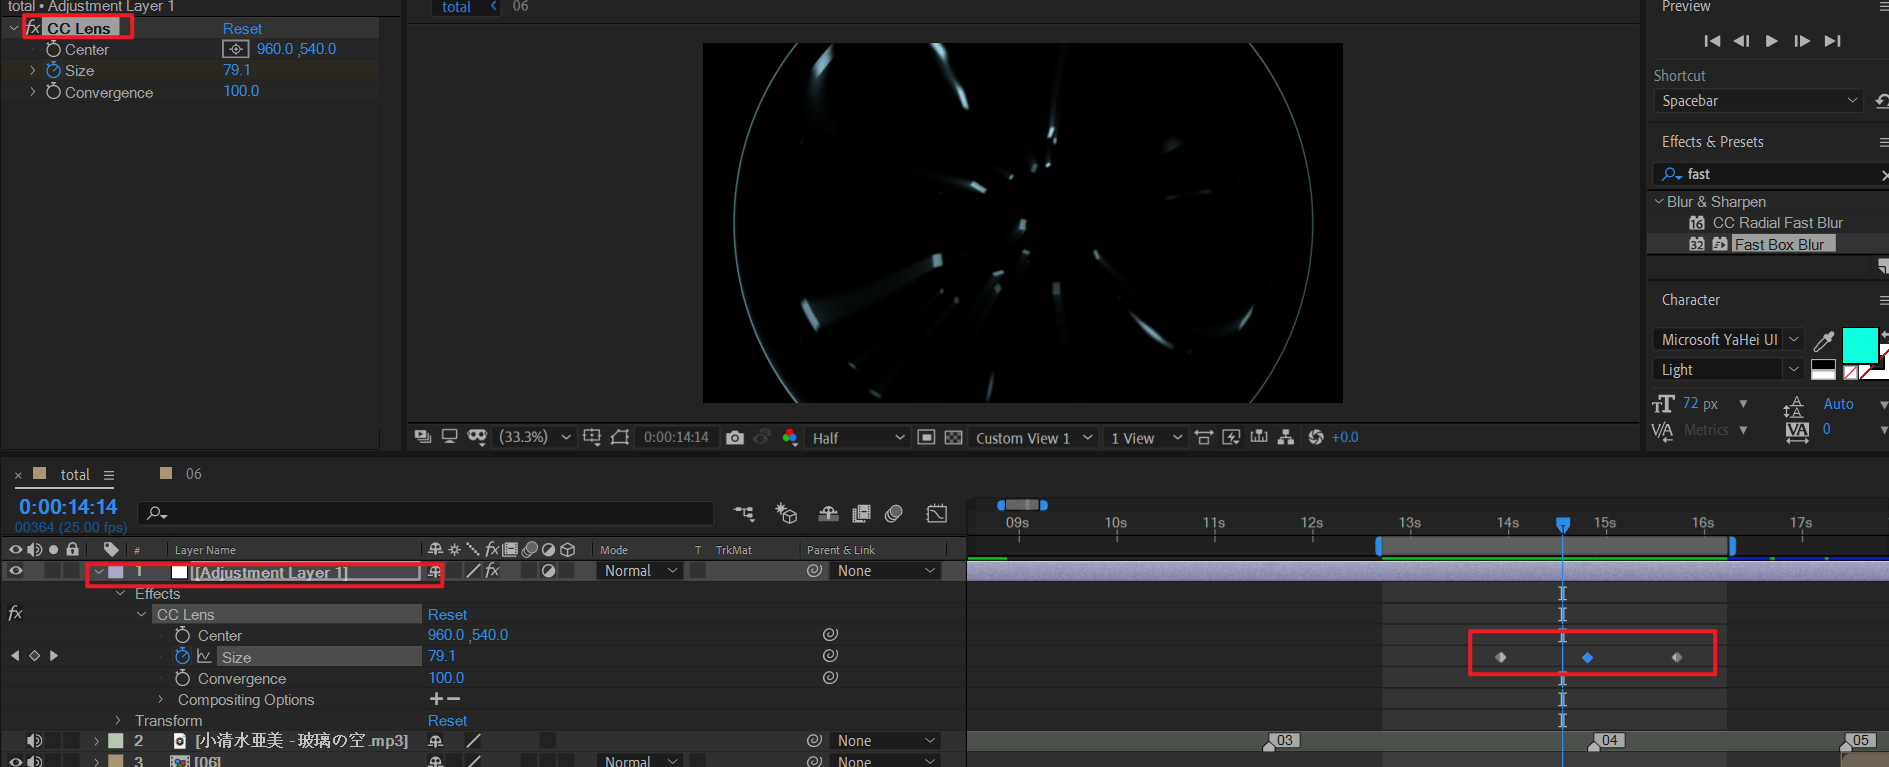 total • Adjustment Layer 1
fx CC Lens Reset
Center 960.0 ,540.0
Size 79.1
Convergence 100.0
total 06
(33.3%) 0:00:14:14 Half Custom View 1 1 View +0.0
Preview
Shortcut
Spacebar
Effects & Presets
fast
Blur & Sharpen
16 CC Radial Fast Blur
32 Fast Box Blur
Character
Microsoft YaHei UI
Light
72 px Auto
Metrics 0
total 06
0:00:14:14
00364 (25.00 fps)
09s 10s 11s 12s 13s 14s 15s 16s 17s
# Layer Name fx Mode T TrkMat Parent & Link
1 [Adjustment Layer 1] fx Normal None
Effects
fx CC Lens Reset
Center 960.0 ,540.0
Size 79.1
Convergence 100.0
Compositing Options +−
Transform Reset
2 [小清水亜美 - 玻璃の空.mp3] None 03 04 05
3 [06] Normal None